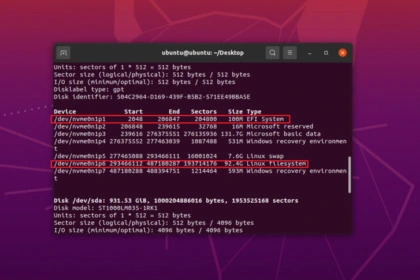 ubuntu@ubuntu: ~/Desktop
Units: sectors of 1 * 512 = 512 bytes
Sector size (logical/physical): 512 bytes / 512 bytes
I/O size (minimum/optimal): 512 bytes / 512 bytes
Disklabel type: gpt
Disk identifier: 504C2964-D169-439F-B5B2-571EE49BBA5E
Device Start End Sectors Size Type
/dev/nvme0n1p1 2048 206847 204800 100M EFI System
/dev/nvme0n1p2 206848 239615 32768 16M Microsoft reserved
/dev/nvme0n1p3 239616 276375551 276135936 131.7G Microsoft basic data
/dev/nvme0n1p4 276375552 277463039 1087488 531M Windows recovery environmen
t
/dev/nvme0n1p5 277465088 293466111 16001024 7.6G Linux swap
/dev/nvme0n1p6 293466112 487180287 193714176 92.4G Linux filesystem
/dev/nvme0n1p7 487180288 488394751 1214464 593M Windows recovery environmen
t
Disk /dev/sda: 931.53 GiB, 1000204886016 bytes, 1953525168 sectors
Disk model: ST1000LM035-1RK1
Units: sectors of 1 * 512 = 512 bytes
Sector size (logical/physical): 512 bytes / 4096 bytes
I/O size (minimum/optimal): 4096 bytes / 4096 bytes